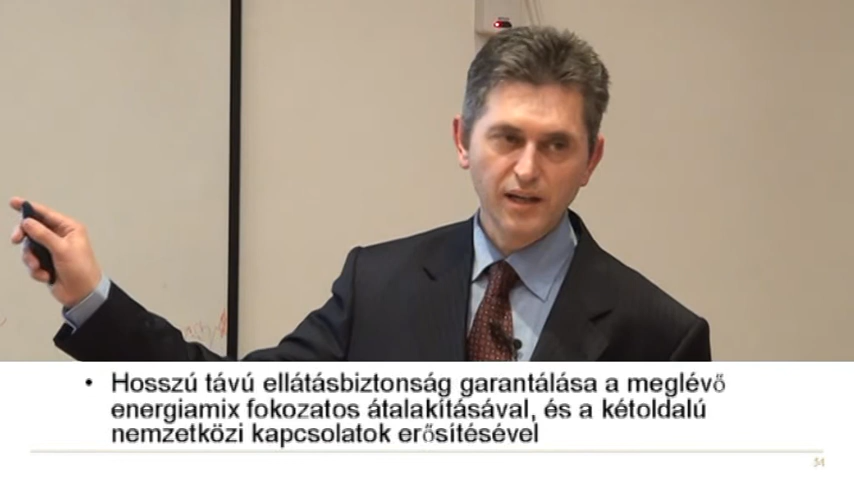 • Hosszú távú ellátásbiztonság garantálása a meglévő
energiamix fokozatos átalakításával, és a kétoldalú
nemzetközi kapcsolatok erősítésével
54